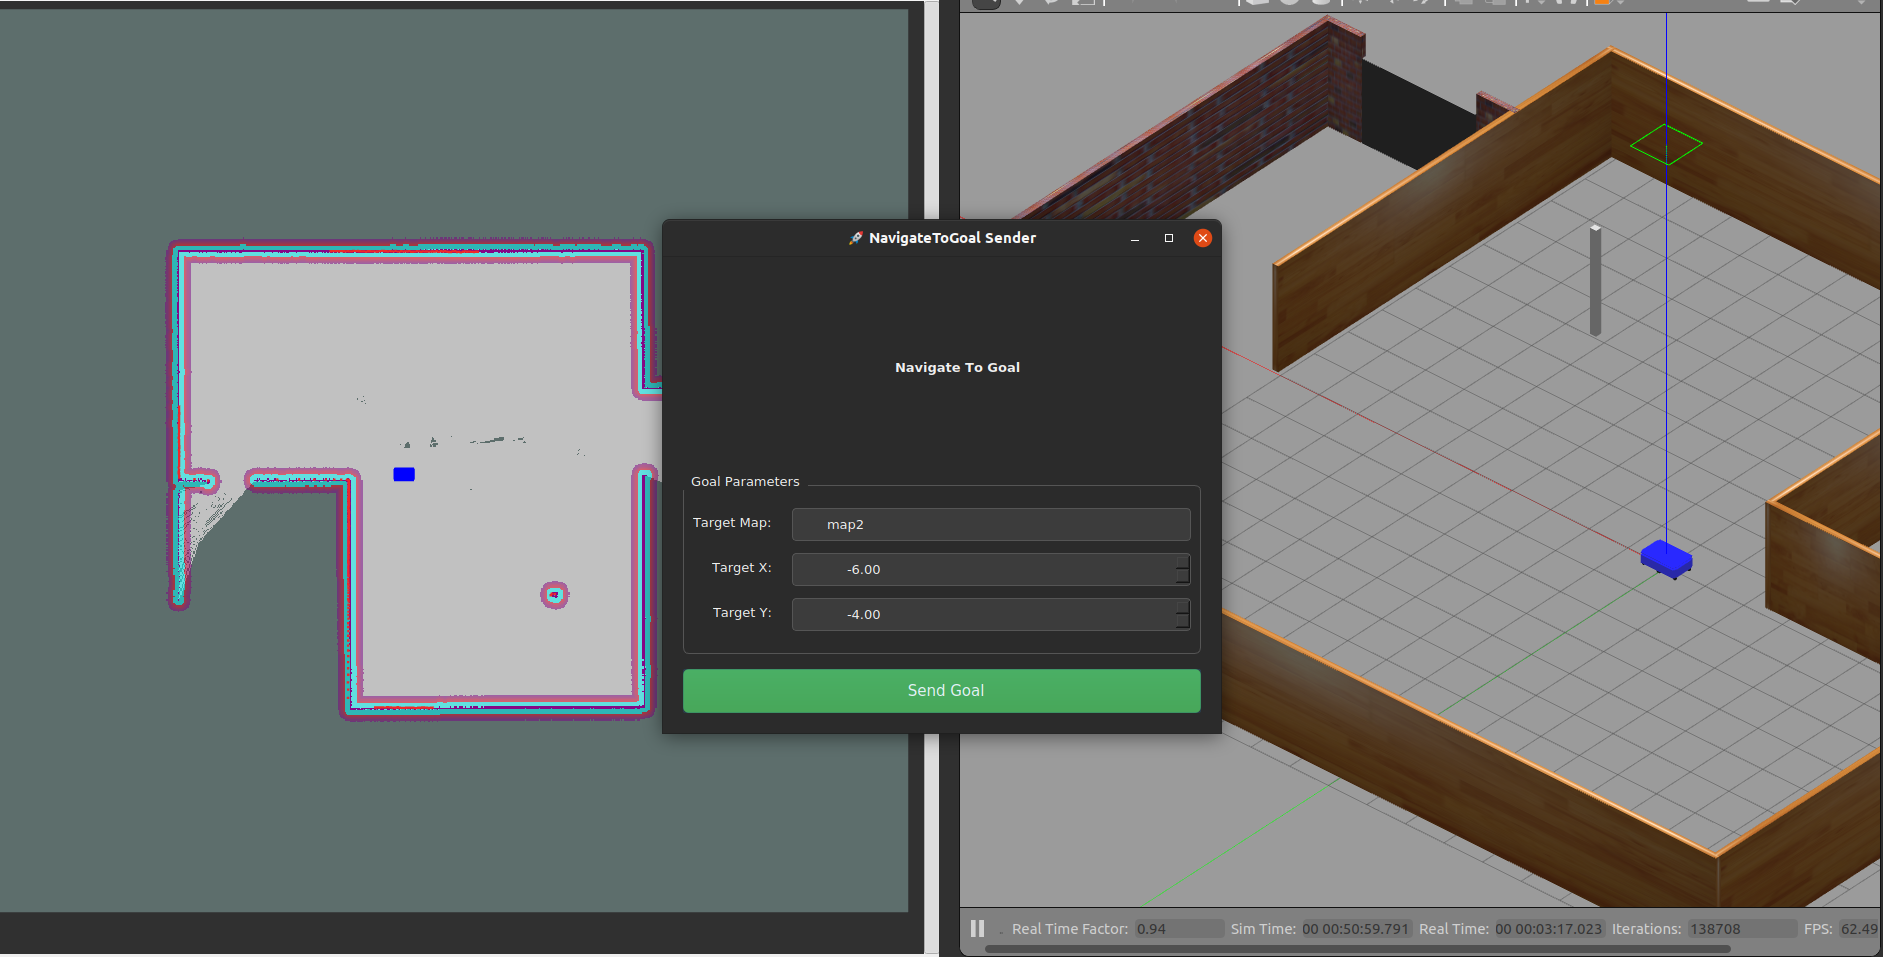 🚀 NavigateToGoal Sender
Navigate To Goal
Goal Parameters
Target Map: map2
Target X: -6.00
Target Y: -4.00
Send Goal
Real Time Factor: 0.94 Sim Time: 00 00:50:59.791 Real Time: 00 00:03:17.023 Iterations: 138708 FPS: 62.49